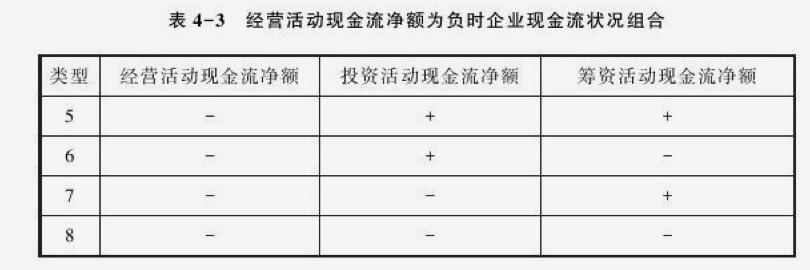 表 4-3 经营活动现金流净额为负时企业现金流状况组合
类型 经营活动现金流净额 投资活动现金流净额 筹资活动现金流净额
5 - + +
6 - + -
7 - - +
8 - - -